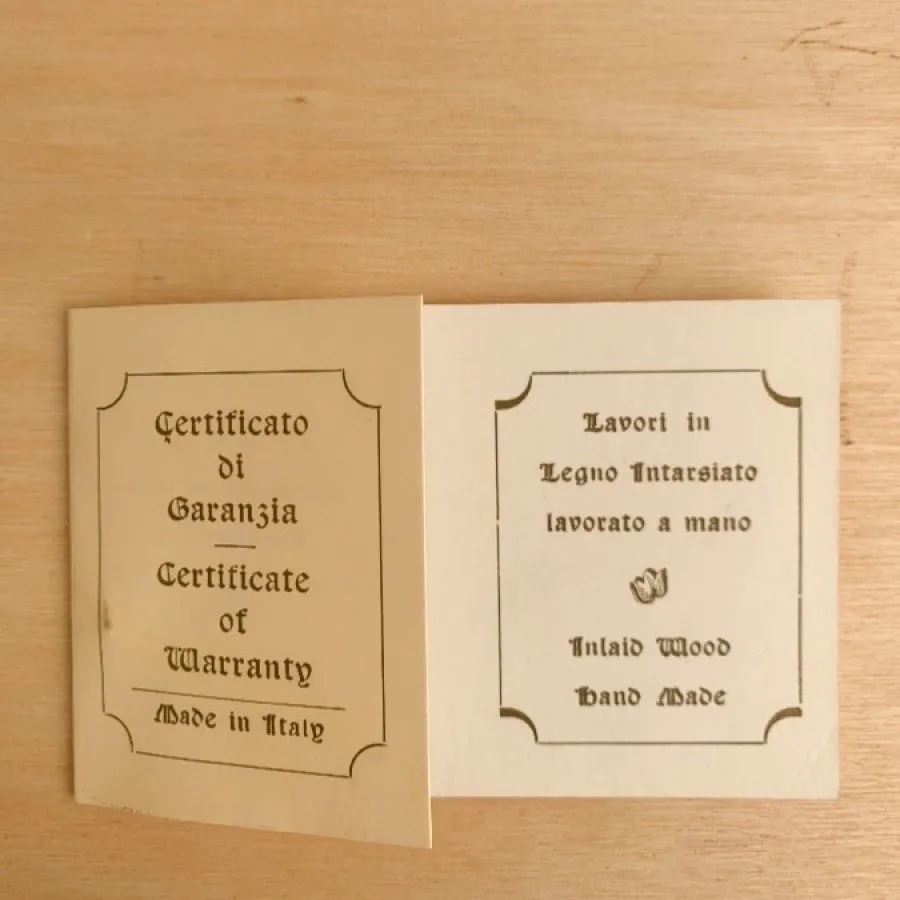 Certificato
di
Garanzia
Certificate
of
Warranty
Made in Italy
Lavori in
Legno Intarsiato
lavorato a mano
Inlaid Wood
Hand Made